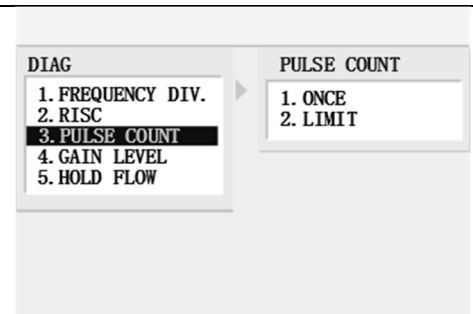 DIAG
1. FREQUENCY DIV.
2. RISC
3. PULSE COUNT
4. GAIN LEVEL
5. HOLD FLOW
PULSE COUNT
1. ONCE
2. LIMIT